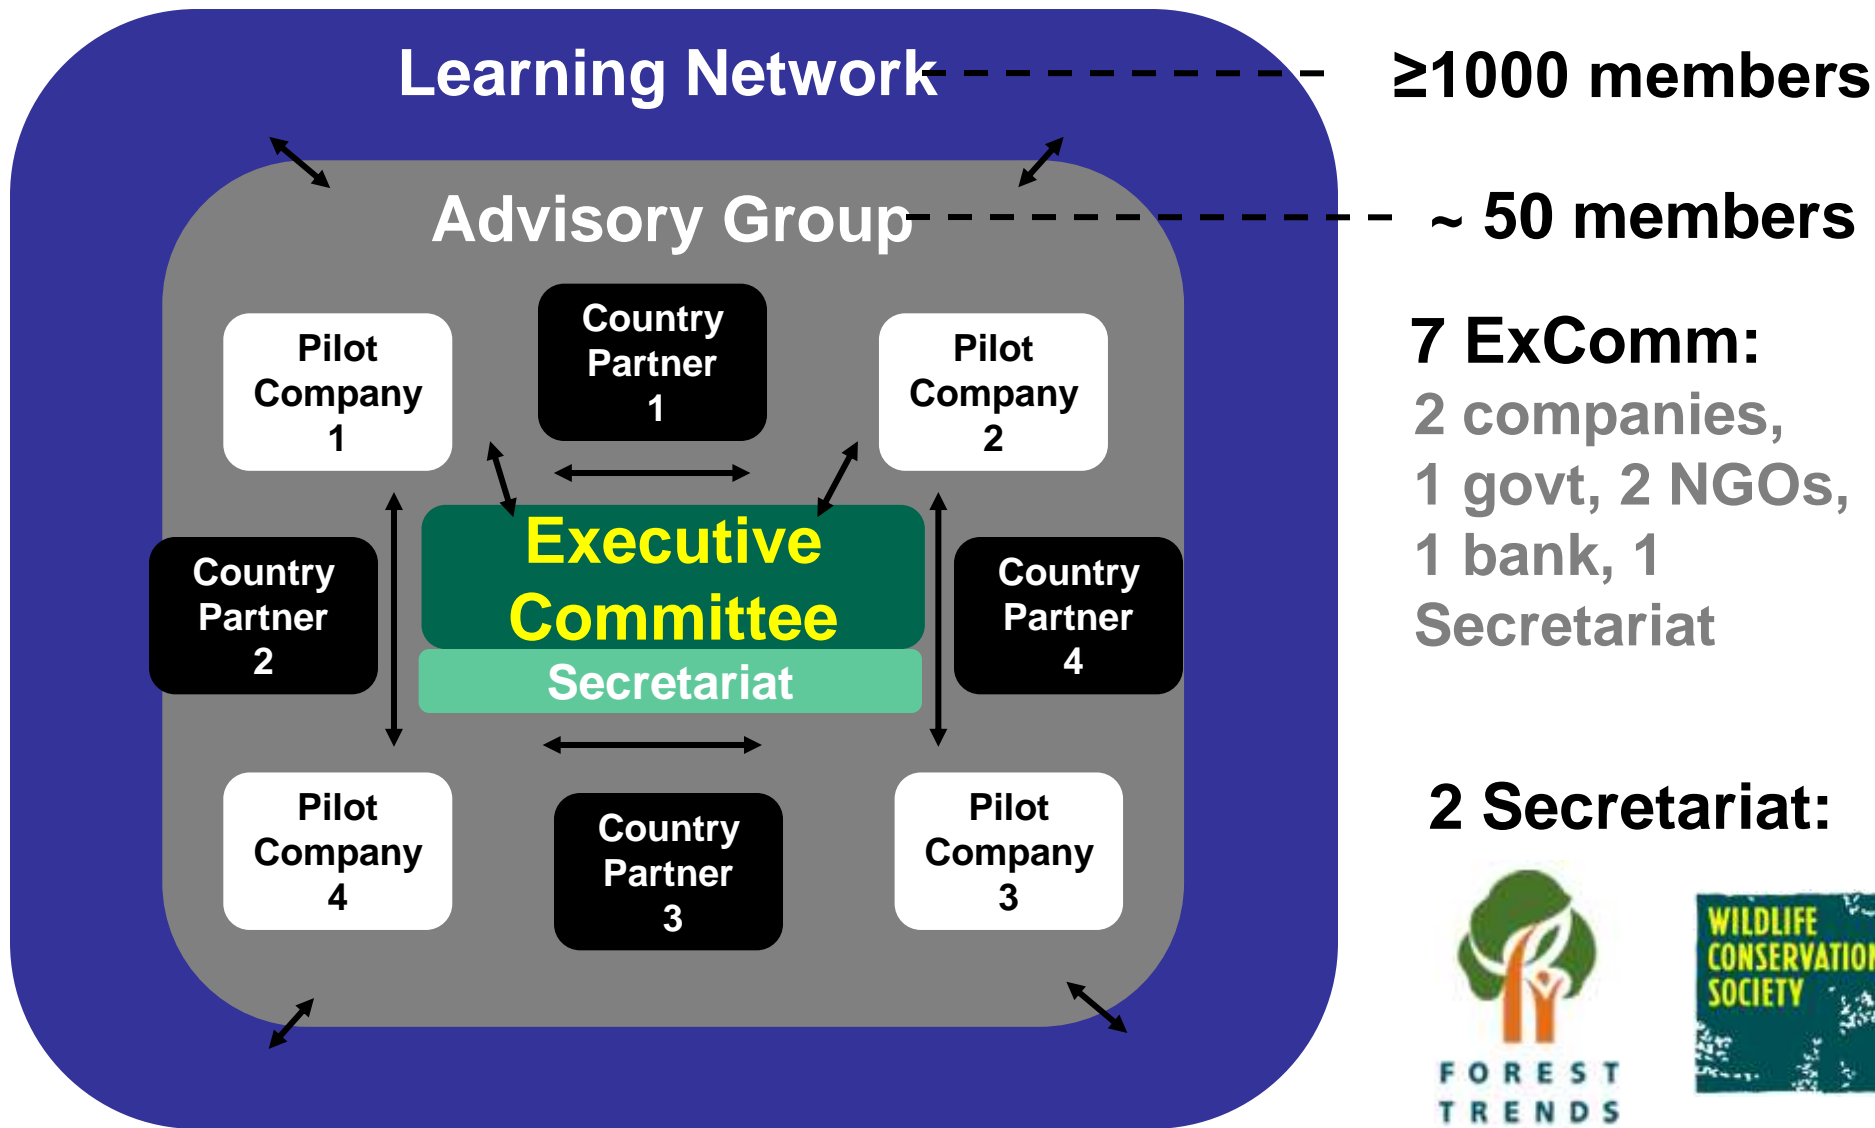 Learning Network
≥1000 members
Advisory Group
~ 50 members
Pilot
Company
1
Country
Partner
1
Pilot
Company
2
7 ExComm:
2 companies,
1 govt, 2 NGOs,
1 bank, 1
Secretariat
Country
Partner
2
Executive
Committee
Secretariat
Country
Partner
4
Pilot
Company
4
Country
Partner
3
Pilot
Company
3
2 Secretariat:
FOREST
TRENDS
WILDLIFE
CONSERVATION
SOCIETY